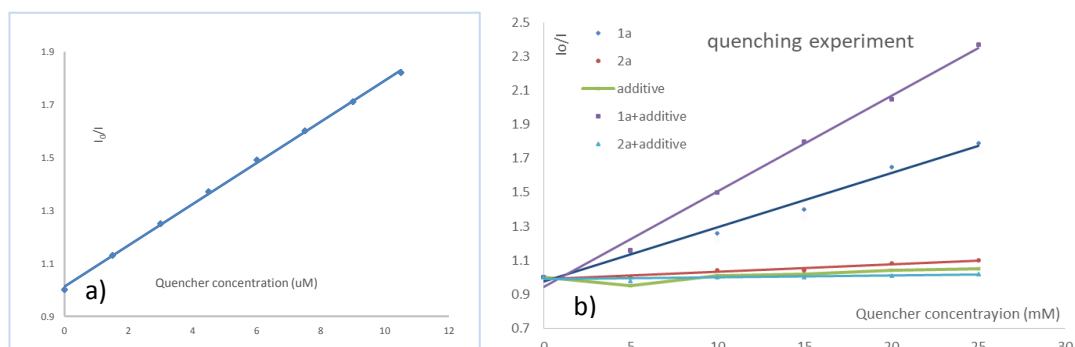 1.9
1.7
1.5
1.3
1.1
0.9
I0/I
Quencher concentration (uM)
a)
0
2
4
6
8
10
12
2.5
2.3
2.1
1.9
1.7
1.5
1.3
1.1
0.9
0.7
Io/I
quenching experiment
1a
2a
additive
1a+additive
2a+additive
b)
Quencher concentrayion (mM)
0
5
10
15
20
25
30